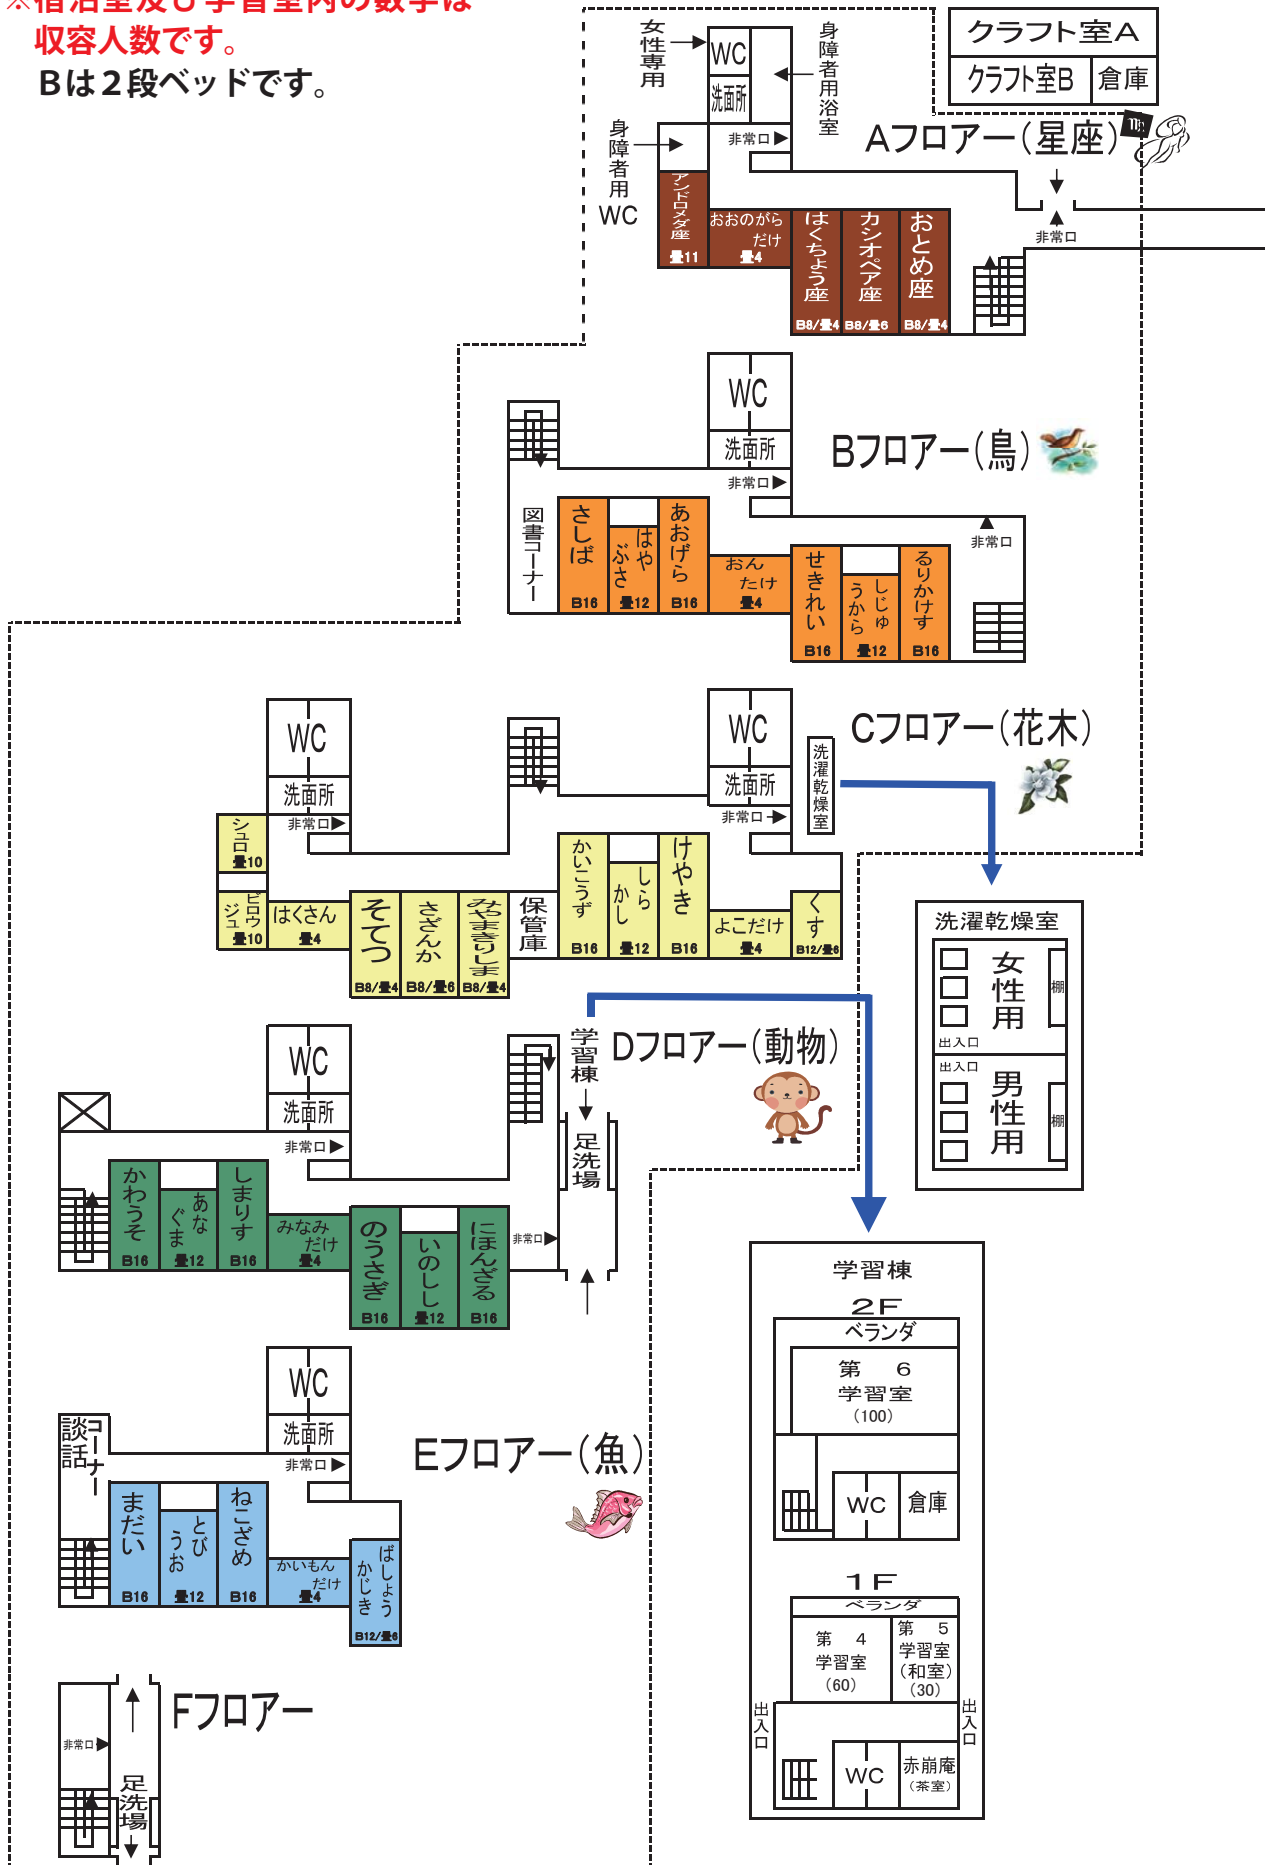 ※宿泊室及び学習室内の数字は
収容人数です。
Bは２段ベッドです。
クラフト室A
クラフト室B
倉庫
Aフロアー（星座）
女性専用
WC
洗面所
身障者用浴室
身障者用WC
非常口
非常口
アンドロメダ座
畳11
おおのがら
だけ
畳4
はくちょう座
B8/畳4
カシオペア座
B8/畳6
おとめ座
B8/畳4
Bフロアー（鳥）
WC
洗面所
非常口
非常口
図書コーナー
さしば
B16
はや
ぶさ
畳12
あおげら
B16
おん
たけ
畳4
せきれい
B16
しじゅ
うから
畳12
るりかけす
B16
Cフロアー（花木）
WC
洗面所
非常口
WC
洗面所
非常口
洗濯乾燥室
シュロ
畳10
ビロウ
ジュ
畳10
はくさん
畳4
そてつ
B8/畳4
さざんか
B8/畳6
みやまきりしま
B8/畳4
保管庫
かいこうず
B16
しら
かし
畳12
けやき
B16
よこだけ
畳4
くす
B12/畳6
洗濯乾燥室
女性用
棚
出入口
出入口
男性用
棚
Dフロアー（動物）
WC
洗面所
非常口
学習棟
足洗場
非常口
かわうそ
B16
あな
ぐま
畳12
しまりす
B16
みなみ
だけ
畳4
のうさぎ
B16
いのしし
畳12
にほんざる
B16
学習棟
2F
ベランダ
第 6
学習室
（100）
WC
倉庫
1F
ベランダ
第 4
学習室
（60）
第 5
学習室
（和室）
（30）
出入口
出入口
WC
赤崩庵
（茶室）
Eフロアー（魚）
WC
洗面所
非常口
談話
コーナー
まだい
B16
とび
うお
畳12
ねこざめ
B16
かいもん
だけ
畳4
ばしょう
かじき
B12/畳6
Fフロアー
非常口
足洗場